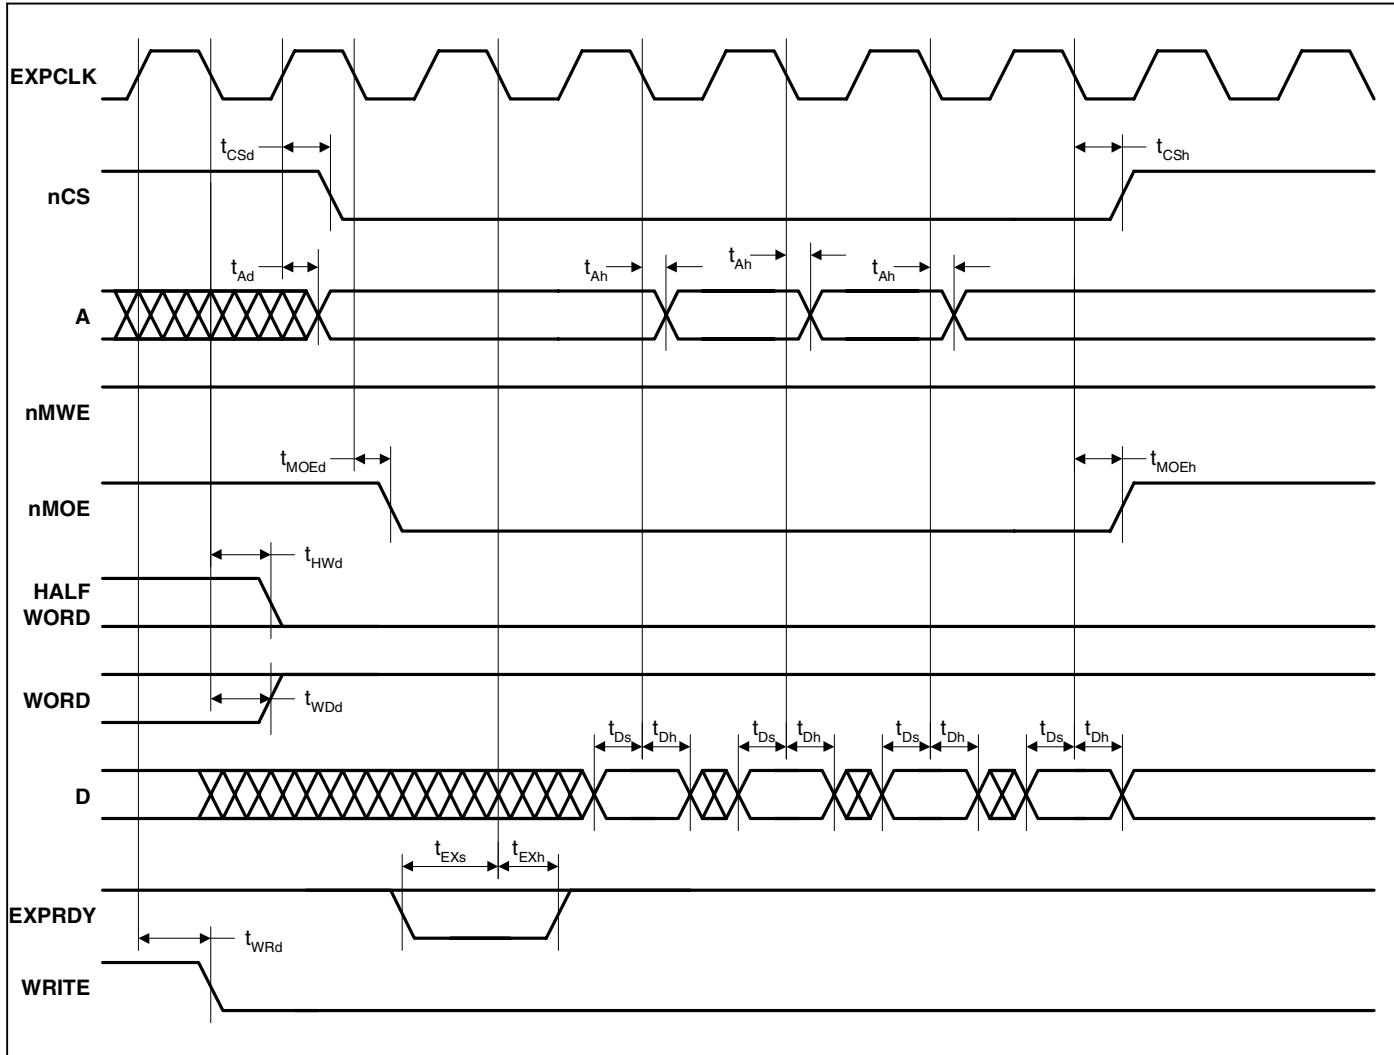 EXPCLK
tCSd
tCSh
nCS
tAd
tAh
tAh
tAh
A
nMWE
tMOEd
tMOEh
nMOE
tHWd
HALF
WORD
WORD
tWDd
tDs
tDh
tDs
tDh
tDs
tDh
tDs
tDh
D
tEXs
tEXh
EXPRDY
tWRd
WRITE